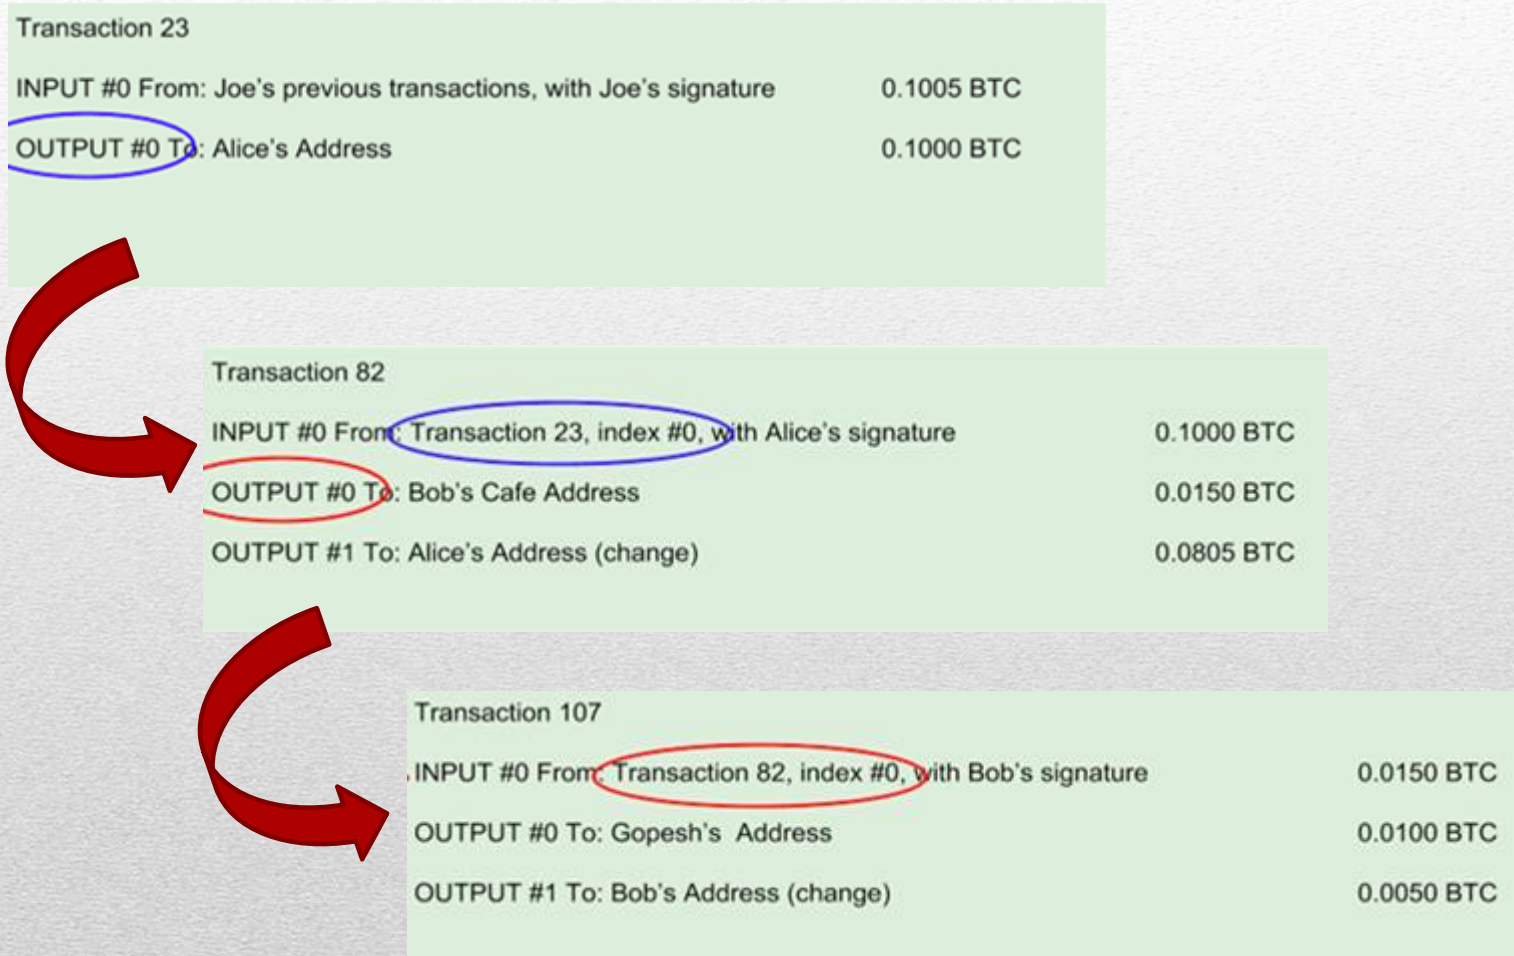 Transaction 23
INPUT #0 From: Joe's previous transactions, with Joe's signature 0.1005 BTC
OUTPUT #0 To: Alice's Address 0.1000 BTC
Transaction 82
INPUT #0 From: Transaction 23, index #0, with Alice's signature 0.1000 BTC
OUTPUT #0 To: Bob's Cafe Address 0.0150 BTC
OUTPUT #1 To: Alice's Address (change) 0.0805 BTC
Transaction 107
INPUT #0 From: Transaction 82, index #0, with Bob's signature 0.0150 BTC
OUTPUT #0 To: Gopesh's Address 0.0100 BTC
OUTPUT #1 To: Bob's Address (change) 0.0050 BTC